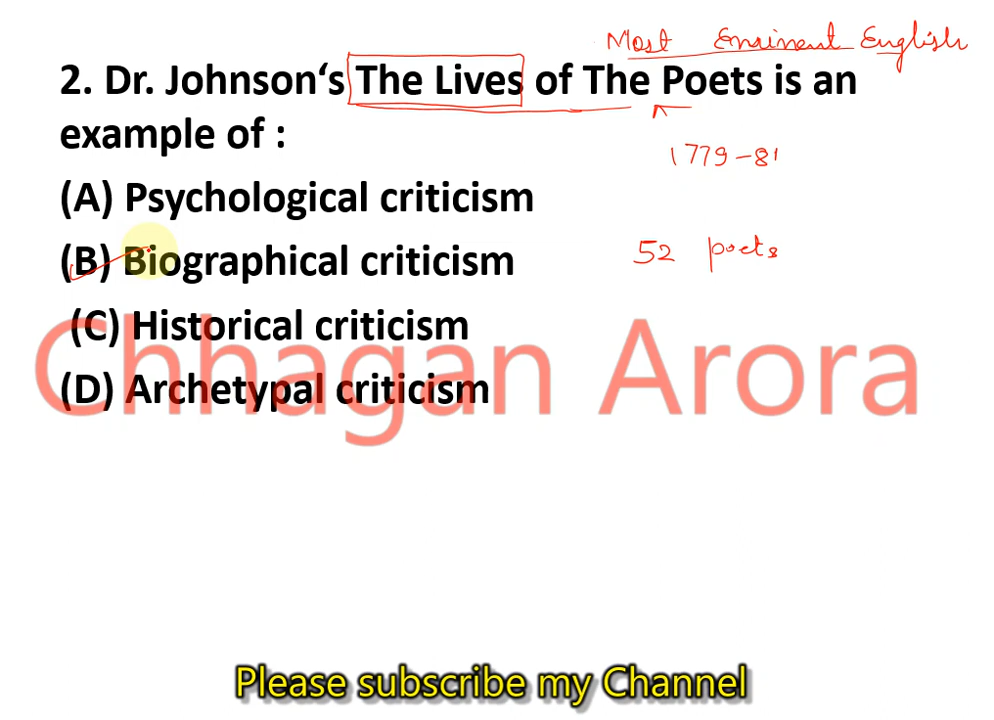 Most Eminent English
2. Dr. Johnson‘s The Lives of The Poets is an
example of :
1779-81
(A) Psychological criticism
(B) Biographical criticism
52 poets
(C) Historical criticism
Chhagan Arora
(D) Archetypal criticism
Please subscribe my Channel